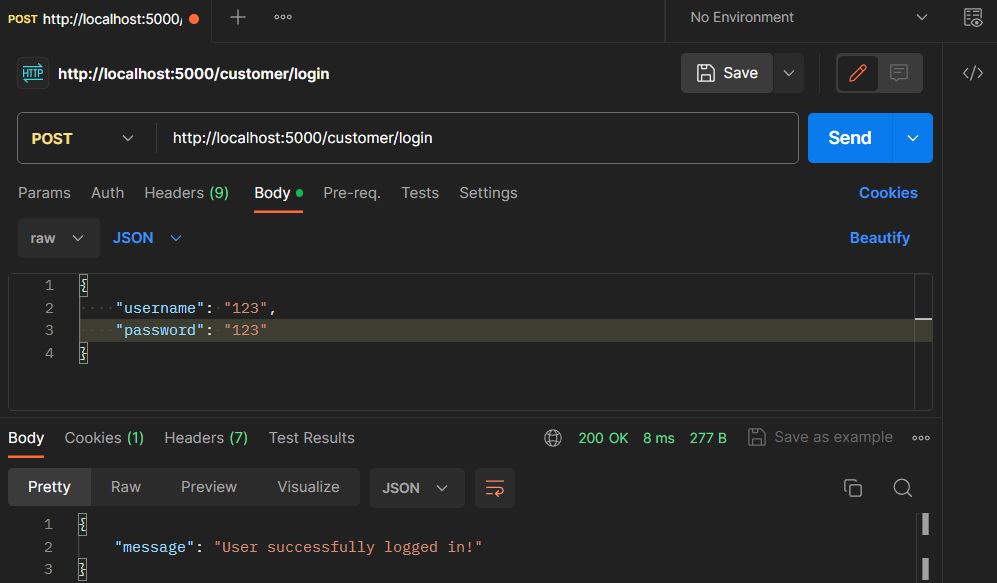 POST http://localhost:5000/
No Environment
HTTP http://localhost:5000/customer/login
Save
POST http://localhost:5000/customer/login
Send
Params Auth Headers (9) Body Pre-req. Tests Settings Cookies
raw JSON Beautify
1 {
2 "username": "123",
3 "password": "123"
4 }
Body Cookies (1) Headers (7) Test Results 200 OK 8 ms 277 B Save as example
Pretty Raw Preview Visualize JSON
1 {
2 "message": "User successfully logged in!"
3 }